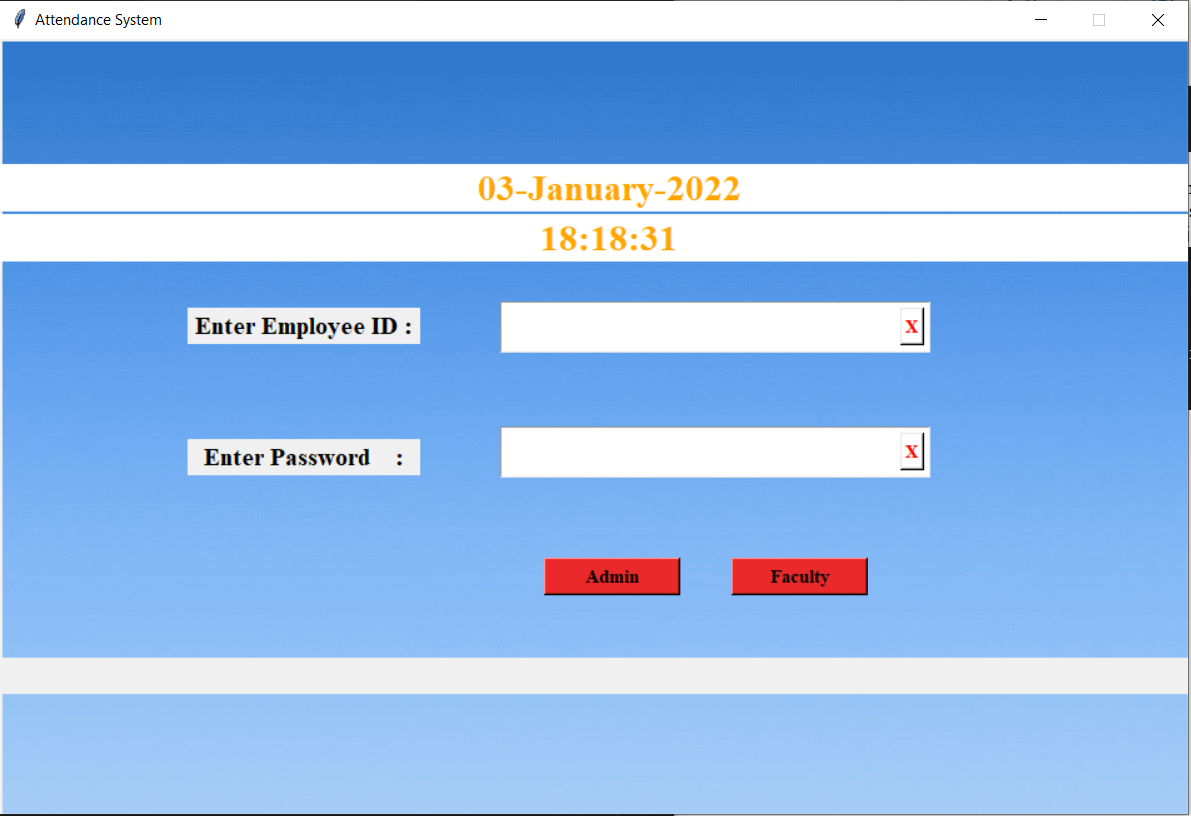 Attendance System
03-January-2022
18:18:31
Enter Employee ID :
X
Enter Password :
X
Admin Faculty